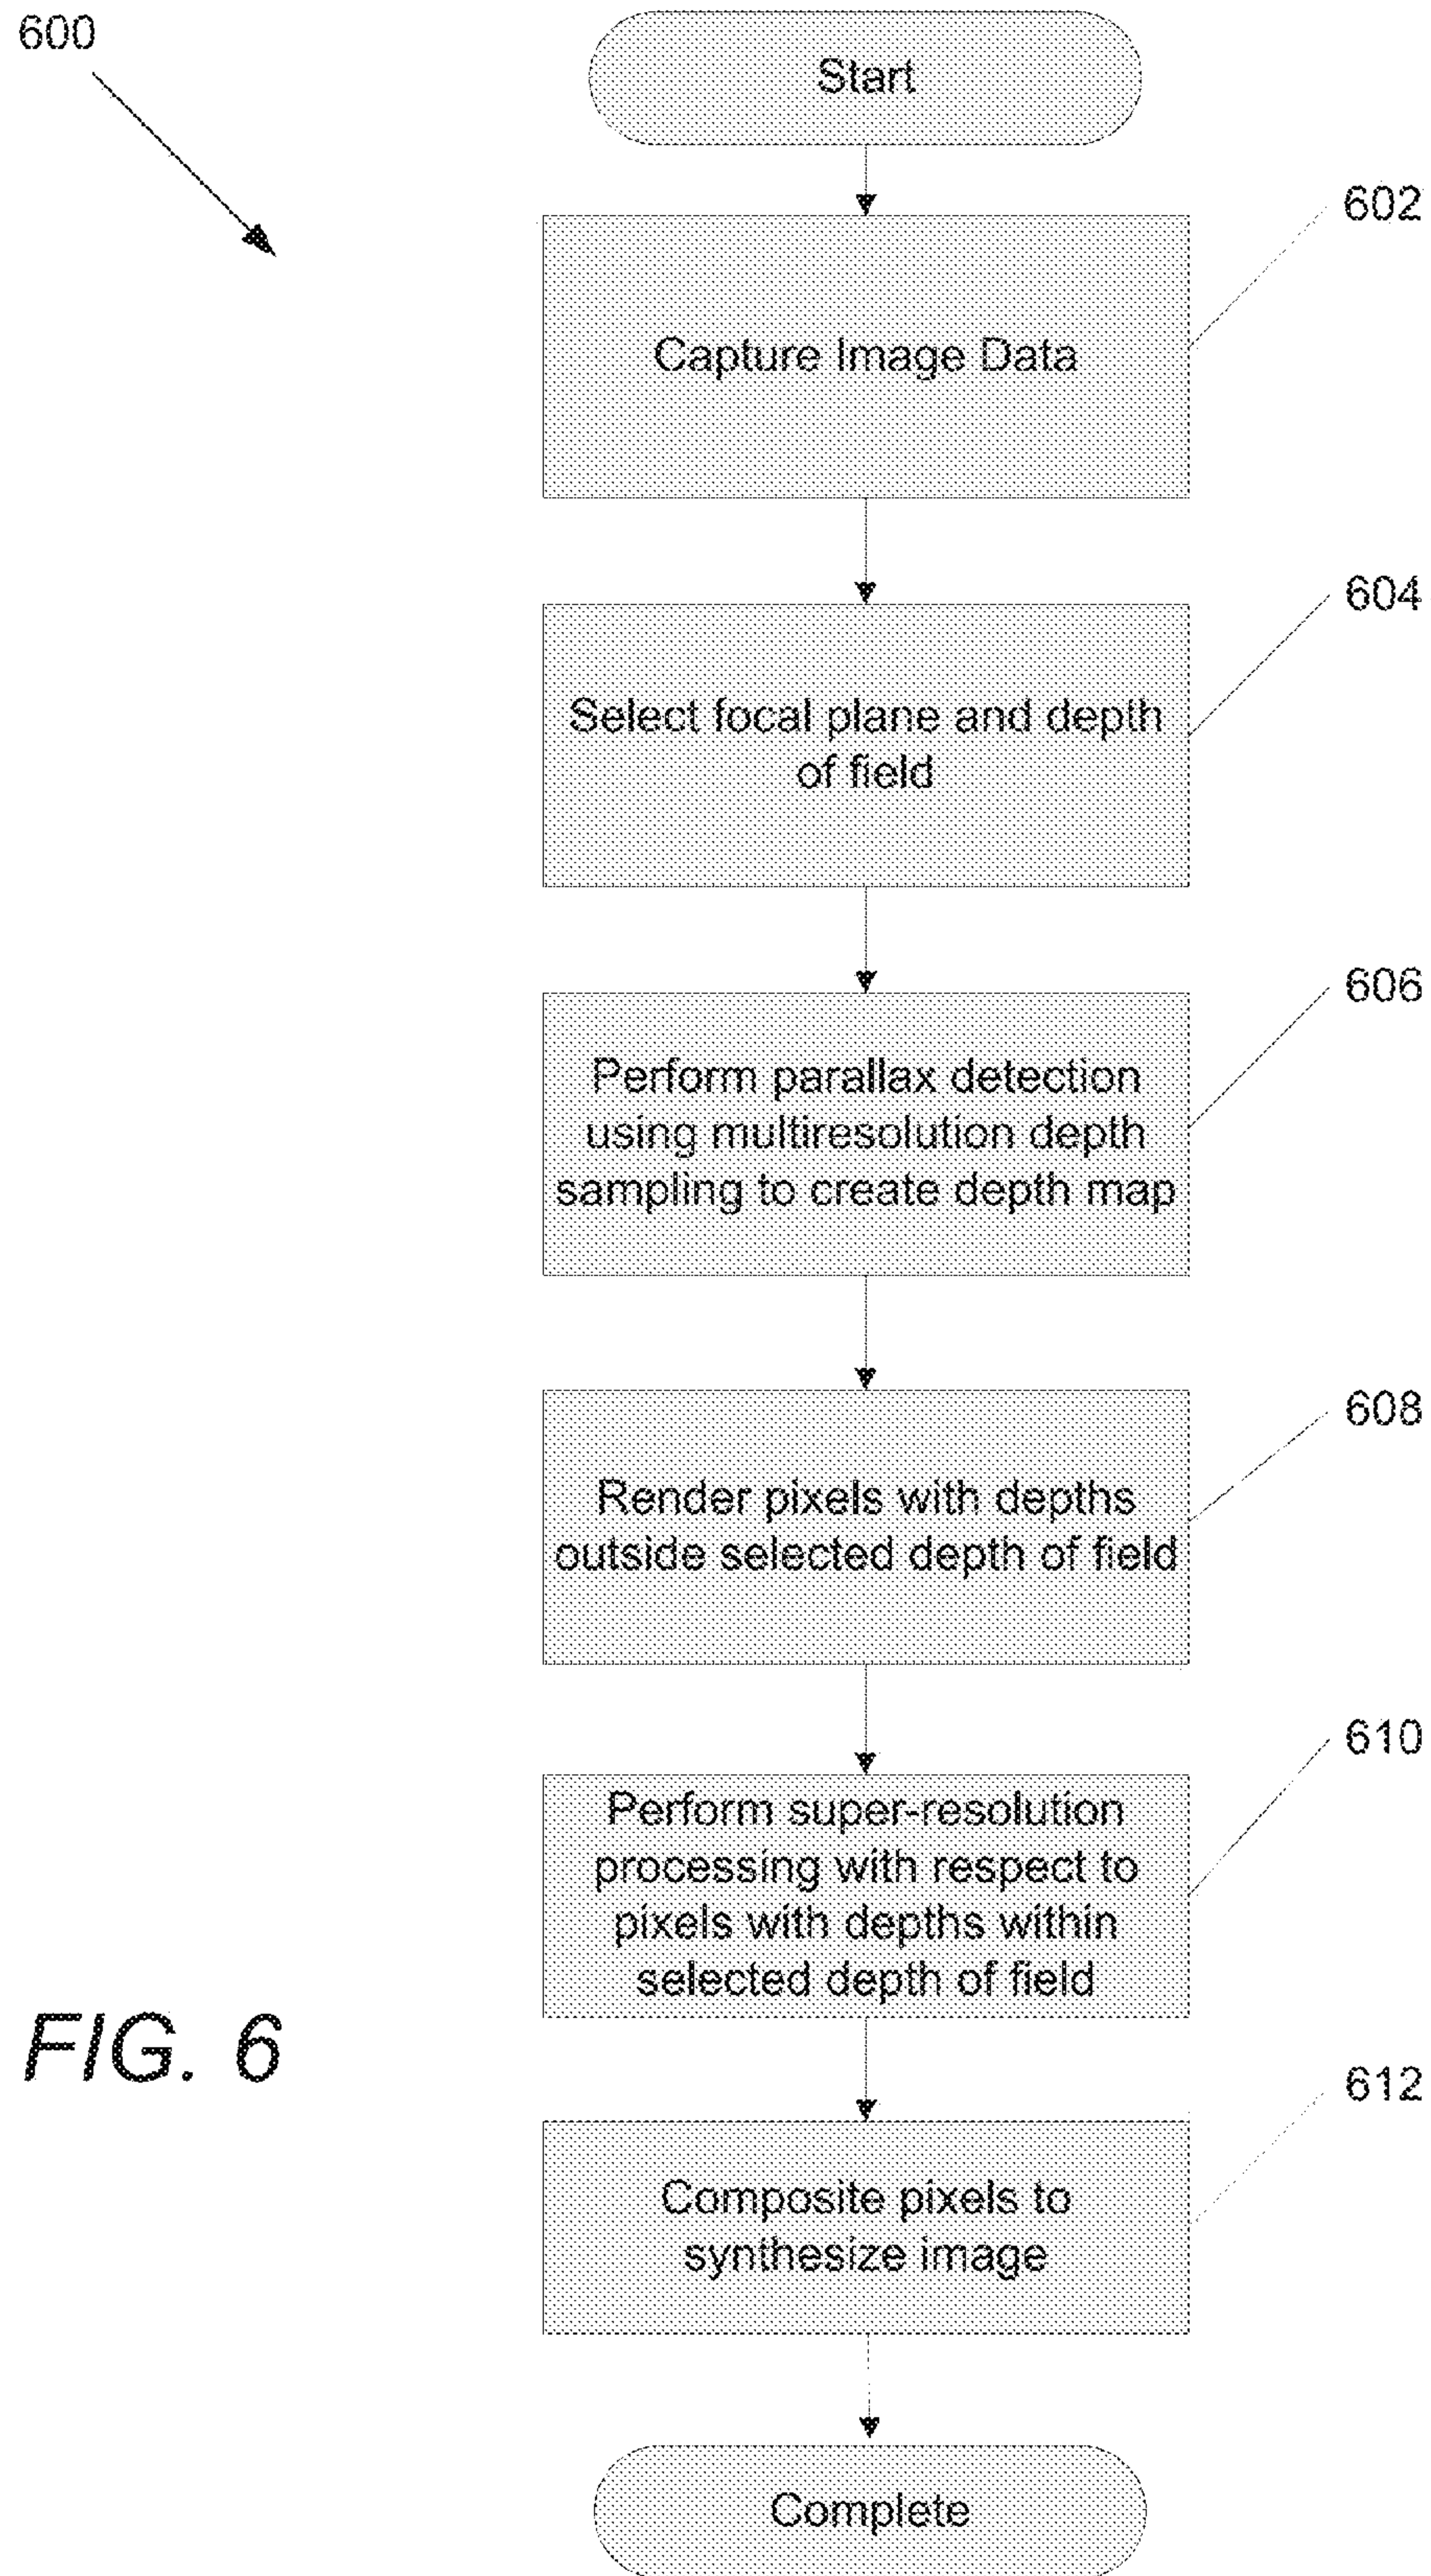 600
Start
602
Capture Image Data
604
Select focal plane and depth
of field
606
Perform parallax detection
using multiresolution depth
sampling to create depth map
608
Render pixels with depths
outside selected depth of field
610
Perform super-resolution
processing with respect to
pixels with depths within
selected depth of field
FIG. 6
612
Composite pixels to
synthesize image
Complete